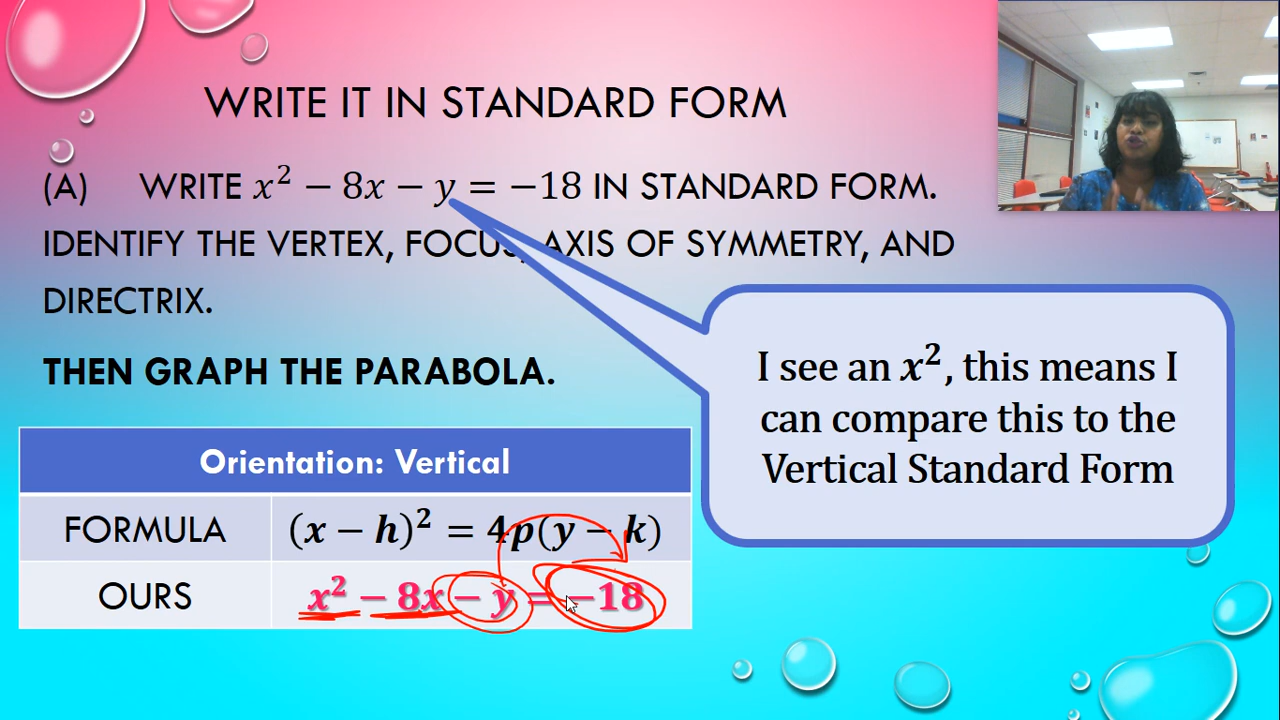 WRITE IT IN STANDARD FORM
(A) WRITE x² − 8x − y = −18 IN STANDARD FORM.
IDENTIFY THE VERTEX, FOCUS, AXIS OF SYMMETRY, AND
DIRECTRIX.
THEN GRAPH THE PARABOLA.
I see an x², this means I
can compare this to the
Vertical Standard Form
Orientation: Vertical
FORMULA (x − h)² = 4p(y − k)
OURS x² − 8x − y = −18